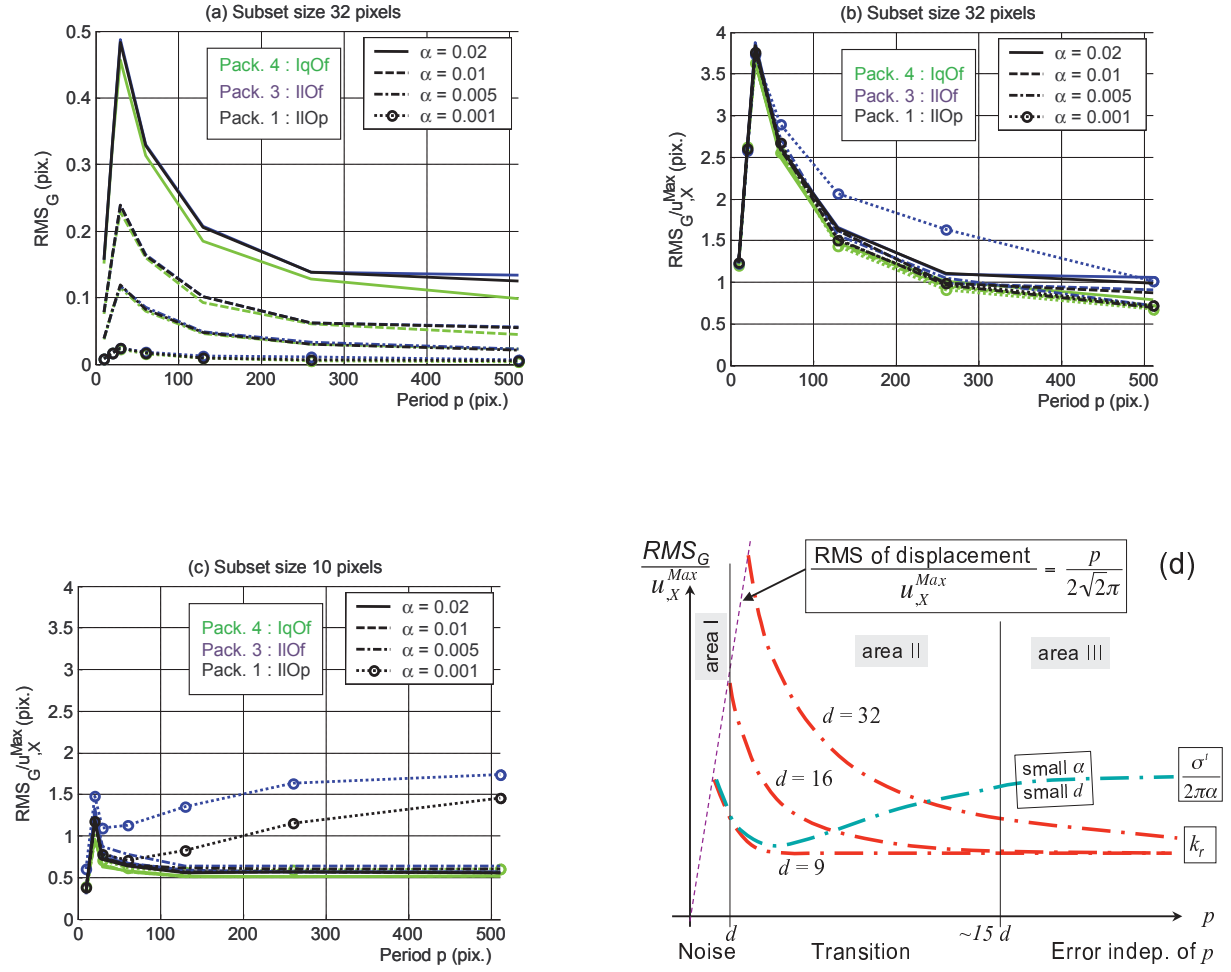 (a) Subset size 32 pixels
0.5
0.4
0.3
0.2
0.1
0
RMS_G (pix.)
Pack. 4 : IqOf
Pack. 3 : IlOf
Pack. 1 : IlOp
α = 0.02
α = 0.01
α = 0.005
α = 0.001
0 100 200 300 400 500
Period p (pix.)
(b) Subset size 32 pixels
4
3.5
3
2.5
2
1.5
1
0.5
0
RMS_G/u_{,X}^{Max} (pix.)
Pack. 4 : IqOf
Pack. 3 : IlOf
Pack. 1 : IlOp
α = 0.02
α = 0.01
α = 0.005
α = 0.001
0 100 200 300 400 500
Period p (pix.)
(c) Subset size 10 pixels
4
3.5
3
2.5
2
1.5
1
0.5
0
RMS_G/u_{,X}^{Max} (pix.)
Pack. 4 : IqOf
Pack. 3 : IlOf
Pack. 1 : IlOp
α = 0.02
α = 0.01
α = 0.005
α = 0.001
0 100 200 300 400 500
Period p (pix.)
(d)
RMS_G / u_{,X}^{Max}
RMS of displacement / u_{,X}^{Max} = p / 2√2π
area I
area II
area III
d = 32
d = 16
d = 9
small α
small d
σ^t / 2πα
k_r
d
~15 d
p
Noise Transition Error indep. of p